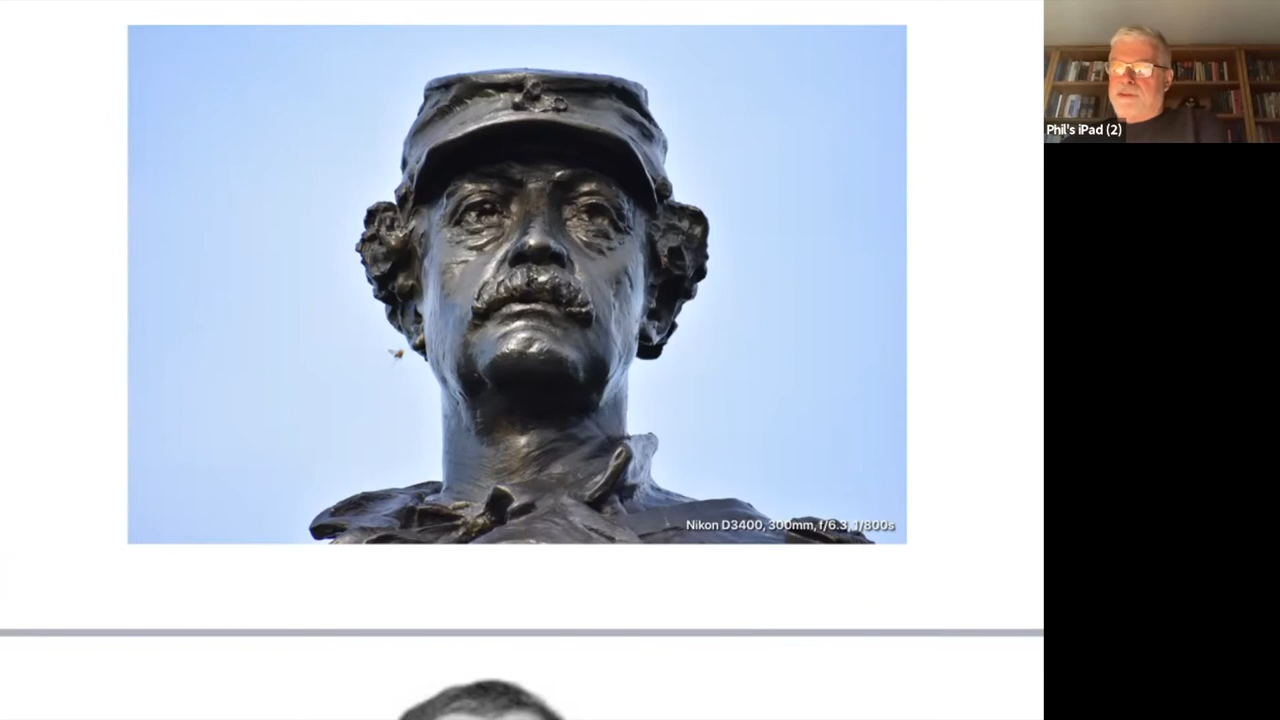 Phil's iPad (2)
Nikon D3400, 300mm, f/6.3, 1/800s